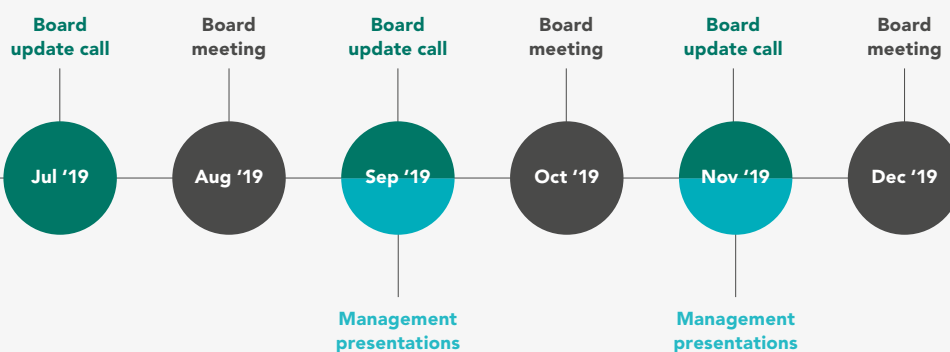 Board
update call
Board
meeting
Board
update call
Board
meeting
Board
update call
Board
meeting
Jul ‘19
Aug ‘19
Sep ‘19
Oct ‘19
Nov ‘19
Dec ‘19
Management
presentations
Management
presentations